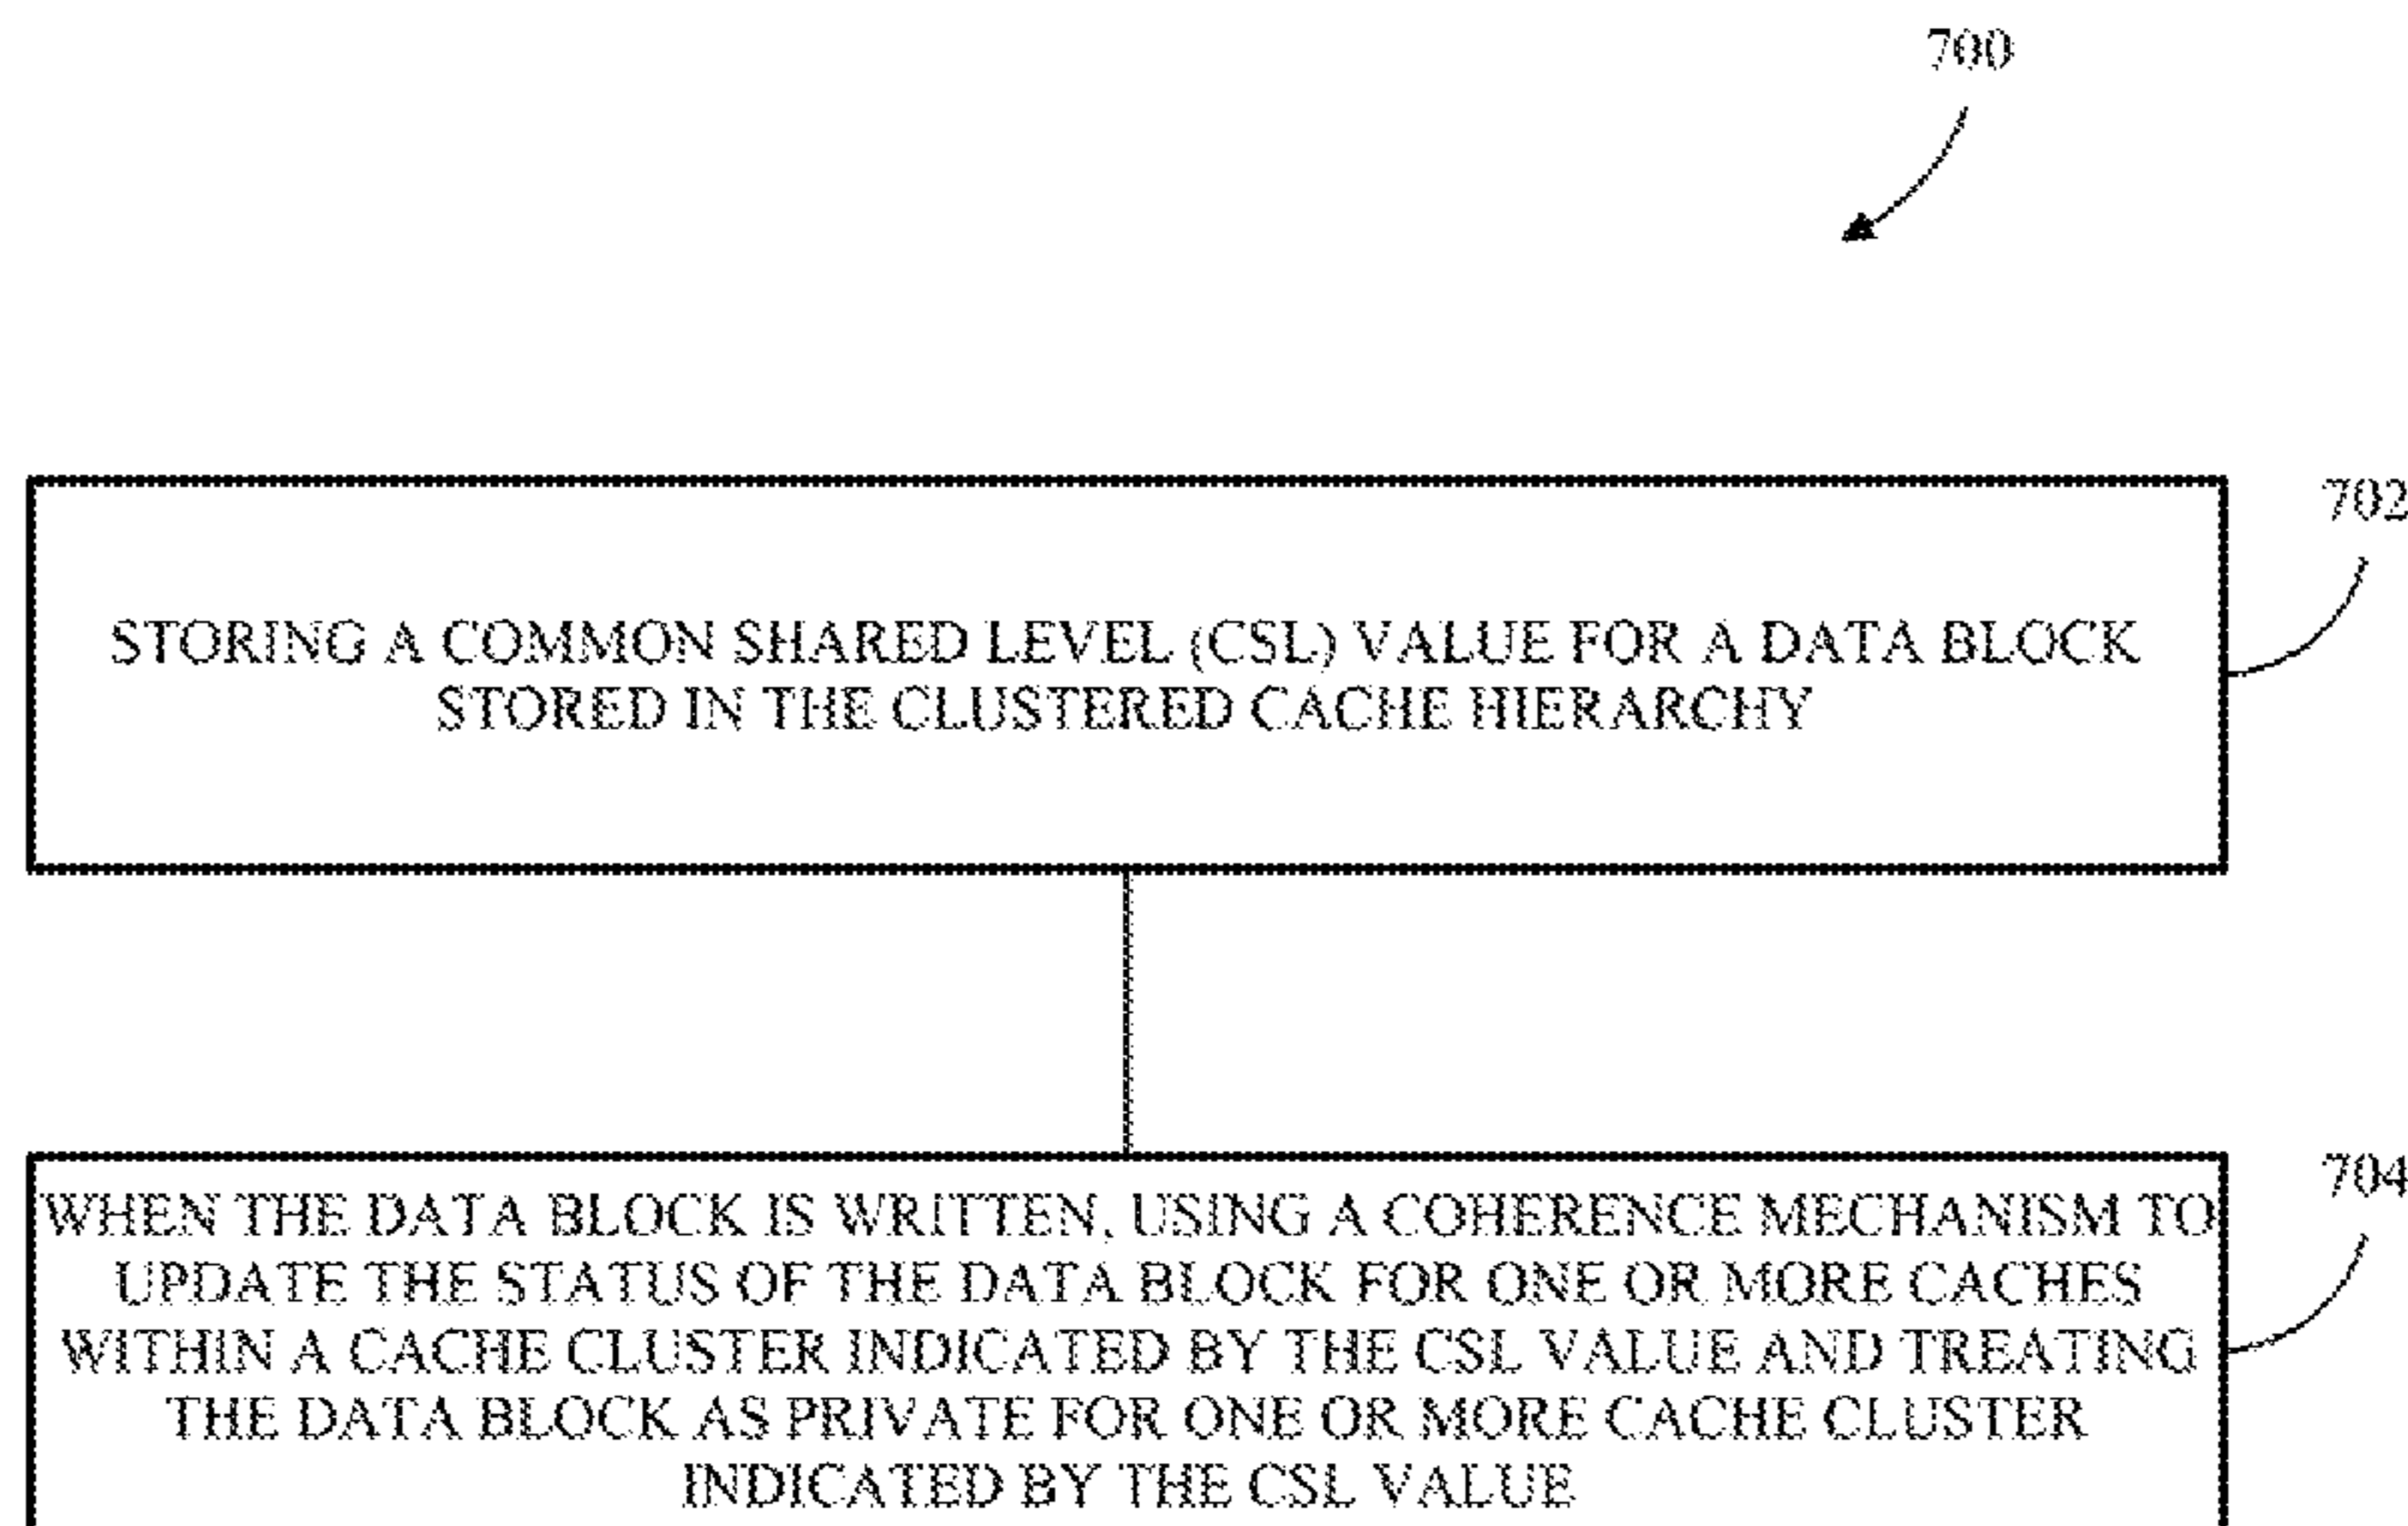 700
702
STORING A COMMON SHARED LEVEL (CSL) VALUE FOR A DATA BLOCK
STORED IN THE CLUSTERED CACHE HIERARCHY
704
WHEN THE DATA BLOCK IS WRITTEN, USING A COHERENCE MECHANISM TO
UPDATE THE STATUS OF THE DATA BLOCK FOR ONE OR MORE CACHES
WITHIN A CACHE CLUSTER INDICATED BY THE CSL VALUE AND TREATING
THE DATA BLOCK AS PRIVATE FOR ONE OR MORE CACHE CLUSTER
INDICATED BY THE CSL VALUE